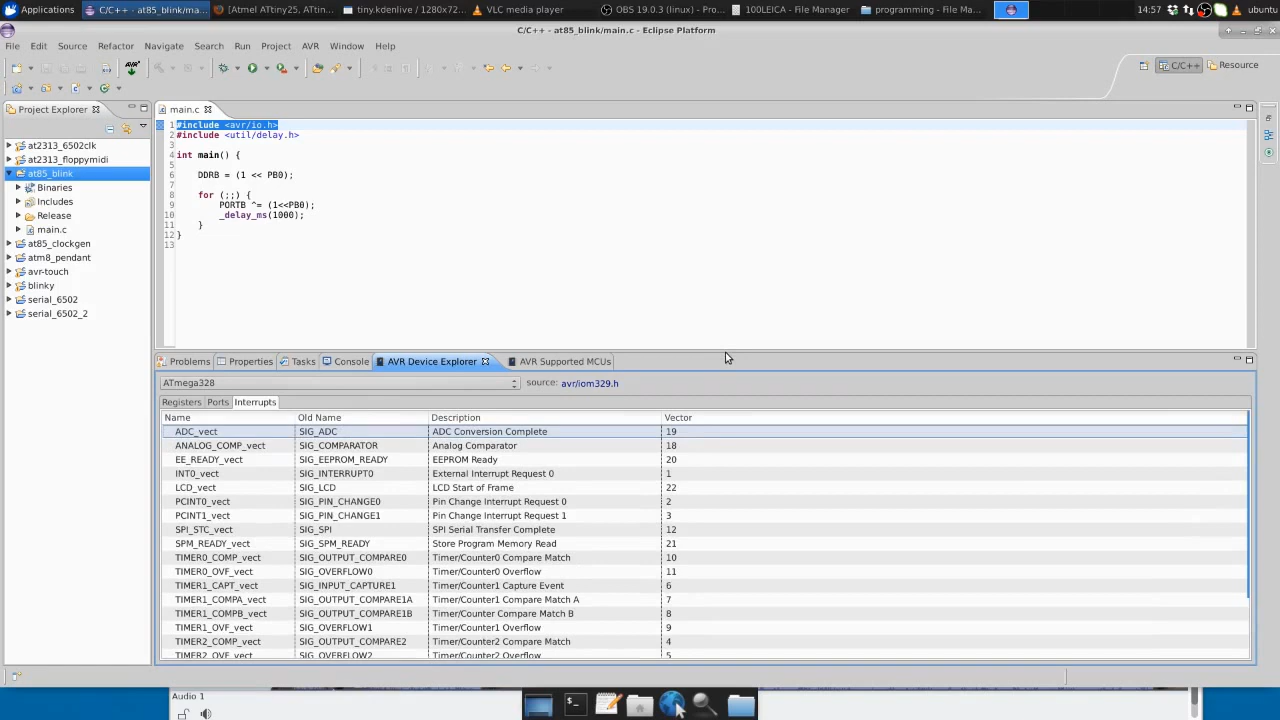 Applications C/C++ - at85_blink/ma... [Atmel ATtiny25, ATtin... tiny.kdenlive / 1280x72... VLC media player OBS 19.0.3 (linux) - Pro... 100LEICA - File Manager programming - File Man... 14:57 ubuntu
C/C++ - at85_blink/main.c - Eclipse Platform
File Edit Source Refactor Navigate Search Run Project AVR Window Help
C/C++ Resource
Project Explorer
at2313_6502clk
at2313_floppymidi
at85_blink
Binaries
Includes
Release
main.c
at85_clockgen
atm8_pendant
avr-touch
blinky
serial_6502
serial_6502_2
main.c
1 #include <avr/io.h>
2 #include <util/delay.h>
3
4 int main() {
5
6 DDRB = (1 << PB0);
7
8 for (;;) {
9 PORTB ^= (1<<PB0);
10 _delay_ms(1000);
11 }
12 }
13
Problems Properties Tasks Console AVR Device Explorer AVR Supported MCUs
ATmega328 source: avr/iom329.h
Registers Ports Interrupts
Name Old Name Description Vector
ADC_vect SIG_ADC ADC Conversion Complete 19
ANALOG_COMP_vect SIG_COMPARATOR Analog Comparator 18
EE_READY_vect SIG_EEPROM_READY EEPROM Ready 20
INT0_vect SIG_INTERRUPT0 External Interrupt Request 0 1
LCD_vect SIG_LCD LCD Start of Frame 22
PCINT0_vect SIG_PIN_CHANGE0 Pin Change Interrupt Request 0 2
PCINT1_vect SIG_PIN_CHANGE1 Pin Change Interrupt Request 1 3
SPI_STC_vect SIG_SPI SPI Serial Transfer Complete 12
SPM_READY_vect SIG_SPM_READY Store Program Memory Read 21
TIMER0_COMP_vect SIG_OUTPUT_COMPARE0 Timer/Counter0 Compare Match 10
TIMER0_OVF_vect SIG_OVERFLOW0 Timer/Counter0 Overflow 11
TIMER1_CAPT_vect SIG_INPUT_CAPTURE1 Timer/Counter1 Capture Event 6
TIMER1_COMPA_vect SIG_OUTPUT_COMPARE1A Timer/Counter1 Compare Match A 7
TIMER1_COMPB_vect SIG_OUTPUT_COMPARE1B Timer/Counter Compare Match B 8
TIMER1_OVF_vect SIG_OVERFLOW1 Timer/Counter1 Overflow 9
TIMER2_COMP_vect SIG_OUTPUT_COMPARE2 Timer/Counter2 Compare Match 4
TIMER2_OVF_vect SIG_OVERFLOW2 Timer/Counter2 Overflow 5
Audio 1